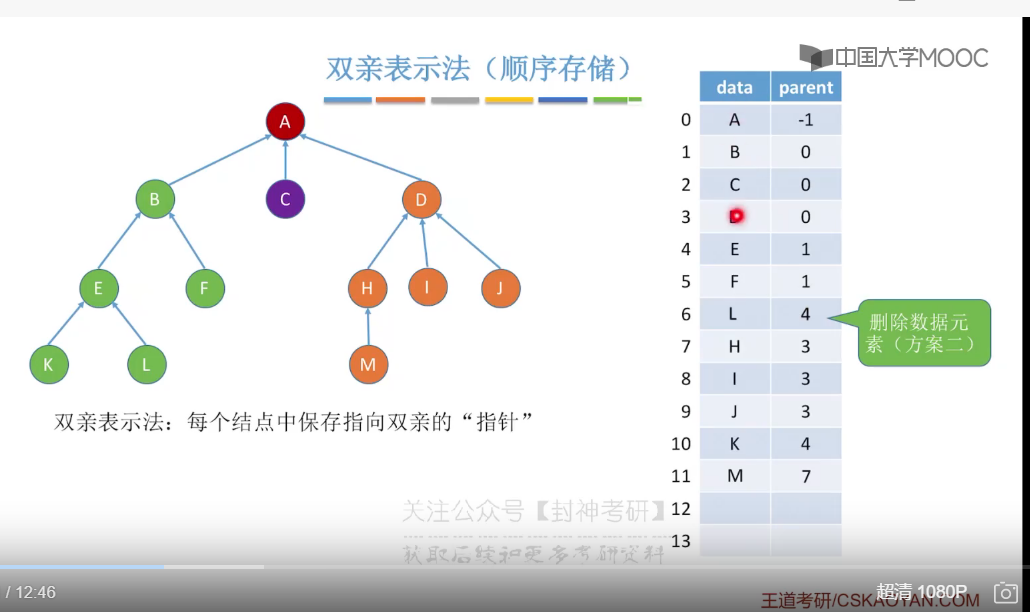 中国大学MOOC
双亲表示法（顺序存储）
data parent
0 A -1
1 B 0
2 C 0
3 D 0
4 E 1
5 F 1
6 L 4
7 H 3
8 I 3
9 J 3
10 K 4
11 M 7
12
13
删除数据元
素（方案二）
A
B C D
E F H I J
K L M
双亲表示法：每个结点中保存指向双亲的“指针”
关注公众号【封神考研】
获取后续和更多考研资料
/ 12:46
超清 1080P
王道考研/CSKAOYAN.COM